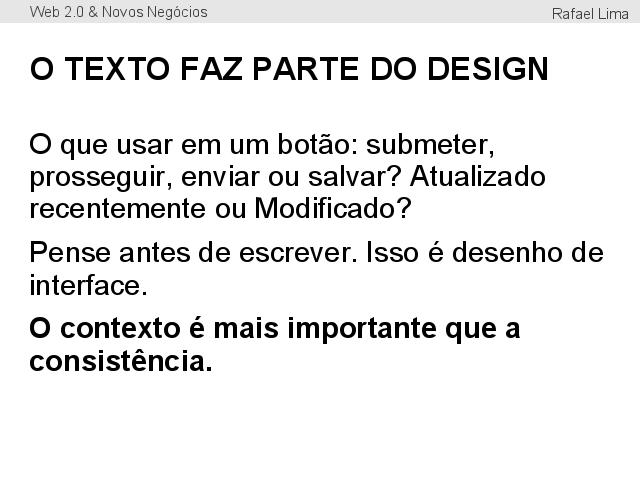 Web 2.0 & Novos Negócios
Rafael Lima
O TEXTO FAZ PARTE DO DESIGN
O que usar em um botão: submeter,
prosseguir, enviar ou salvar? Atualizado
recentemente ou Modificado?
Pense antes de escrever. Isso é desenho de
interface.
O contexto é mais importante que a
consistência.